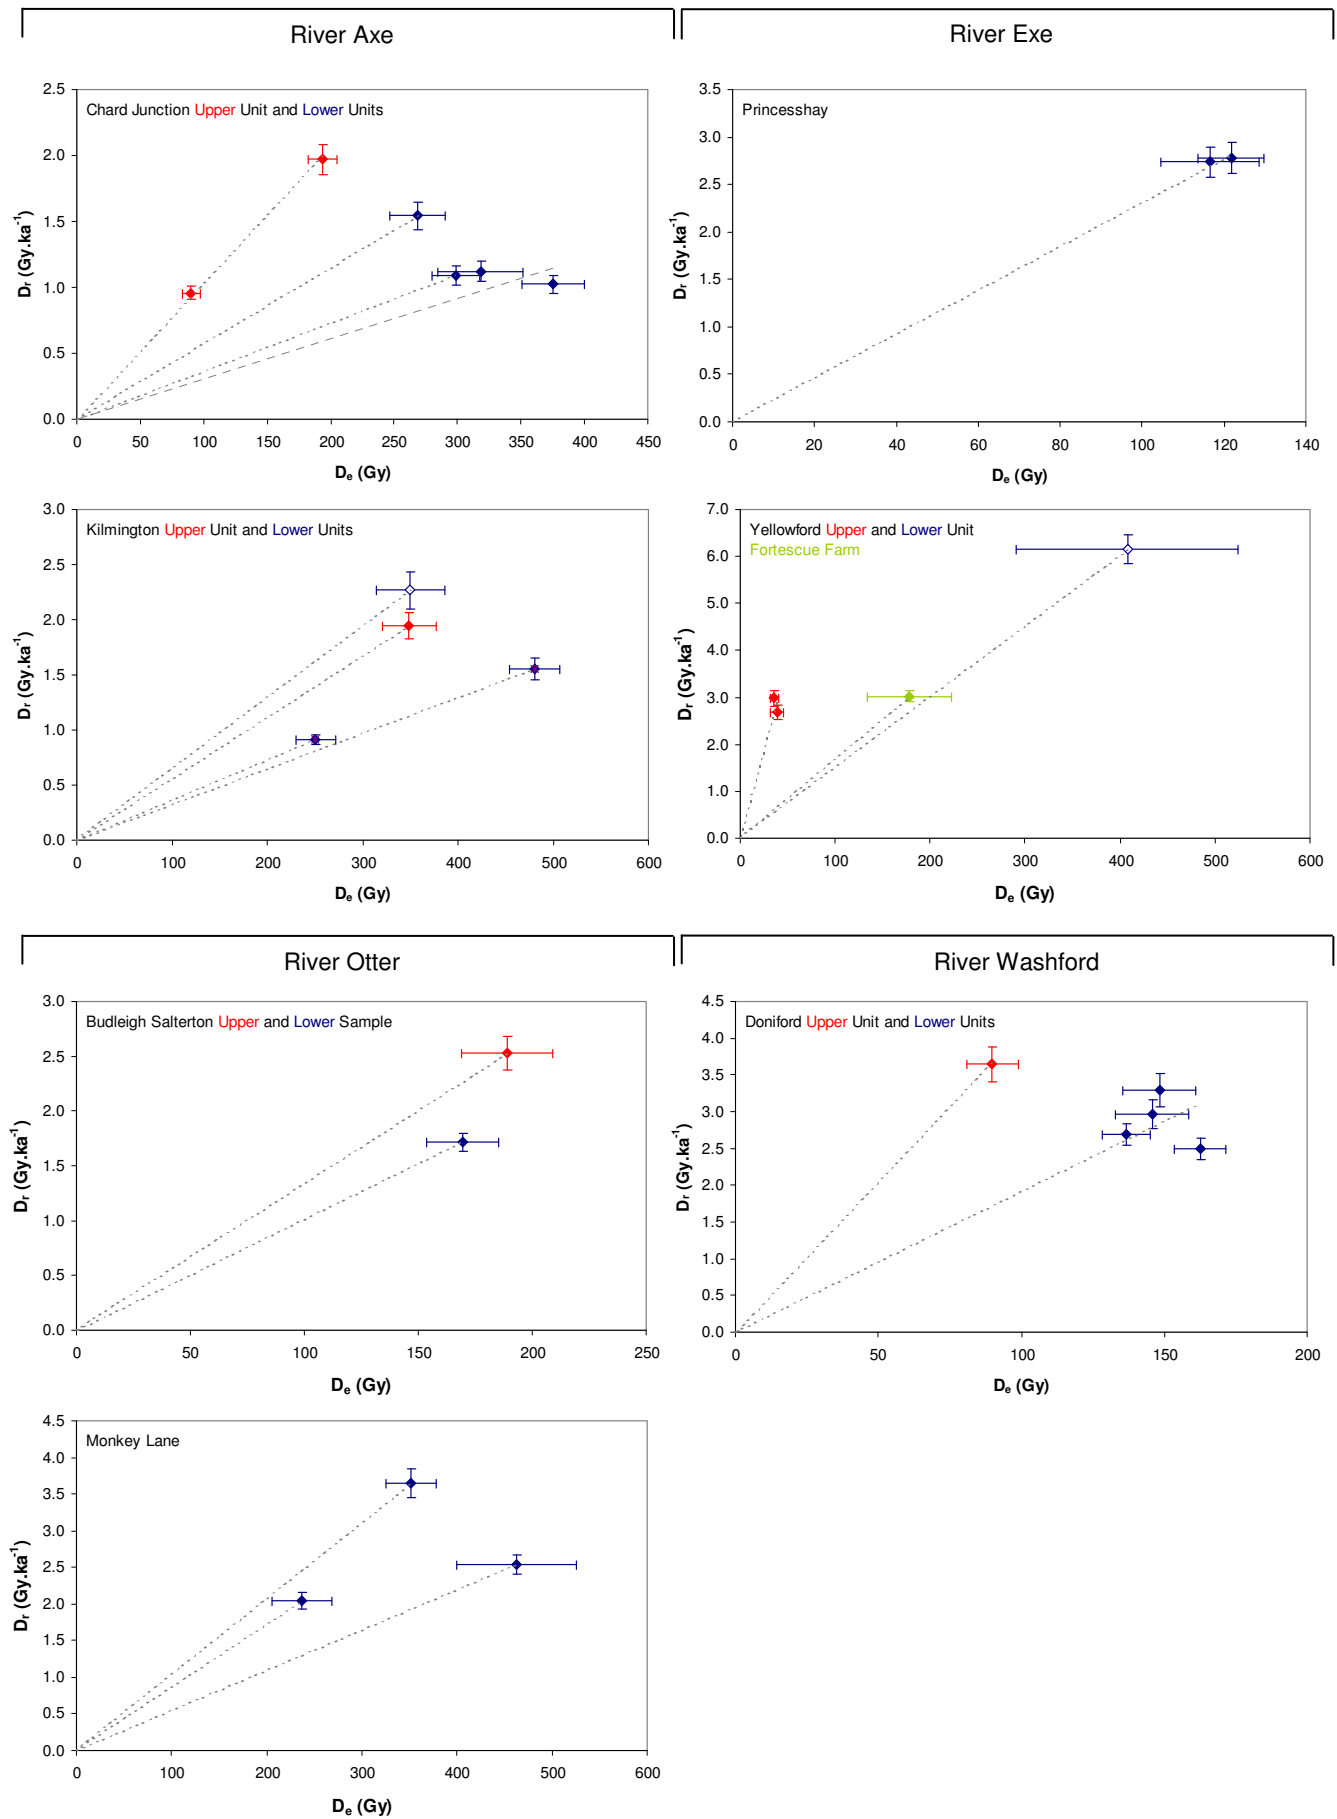 River Axe
River Exe
Chard Junction Upper Unit and Lower Units
2.5
2.0
1.5
1.0
0.5
0.0
Dr (Gy.ka-1)
0 50 100 150 200 250 300 350 400 450
De (Gy)
Princesshay
3.5
3.0
2.5
2.0
1.5
1.0
0.5
0.0
Dr (Gy.ka-1)
0 20 40 60 80 100 120 140
De (Gy)
Kilmington Upper Unit and Lower Units
3.0
2.5
2.0
1.5
1.0
0.5
0.0
Dr (Gy.ka-1)
0 100 200 300 400 500 600
De (Gy)
Yellowford Upper and Lower Unit
Fortescue Farm
7.0
6.0
5.0
4.0
3.0
2.0
1.0
0.0
Dr (Gy.ka-1)
0 100 200 300 400 500 600
De (Gy)
River Otter
River Washford
Budleigh Salterton Upper and Lower Sample
3.0
2.5
2.0
1.5
1.0
0.5
0.0
Dr (Gy.ka-1)
0 50 100 150 200 250
De (Gy)
Doniford Upper Unit and Lower Units
4.5
4.0
3.5
3.0
2.5
2.0
1.5
1.0
0.5
0.0
Dr (Gy.ka-1)
0 50 100 150 200
De (Gy)
Monkey Lane
4.5
4.0
3.5
3.0
2.5
2.0
1.5
1.0
0.5
0.0
Dr (Gy.ka-1)
0 100 200 300 400 500 600
De (Gy)